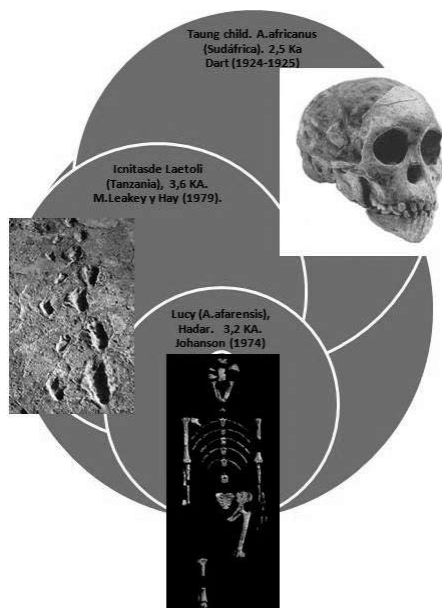 Taung child. A.africanus
(Sudáfrica). 2,5 Ka
Dart (1924-1925)
Icnitasde Laetoli
(Tanzania), 3,6 KA.
M.Leakey y Hay (1979).
Lucy (A.afarensis),
Hadar. 3,2 KA.
Johanson (1974)